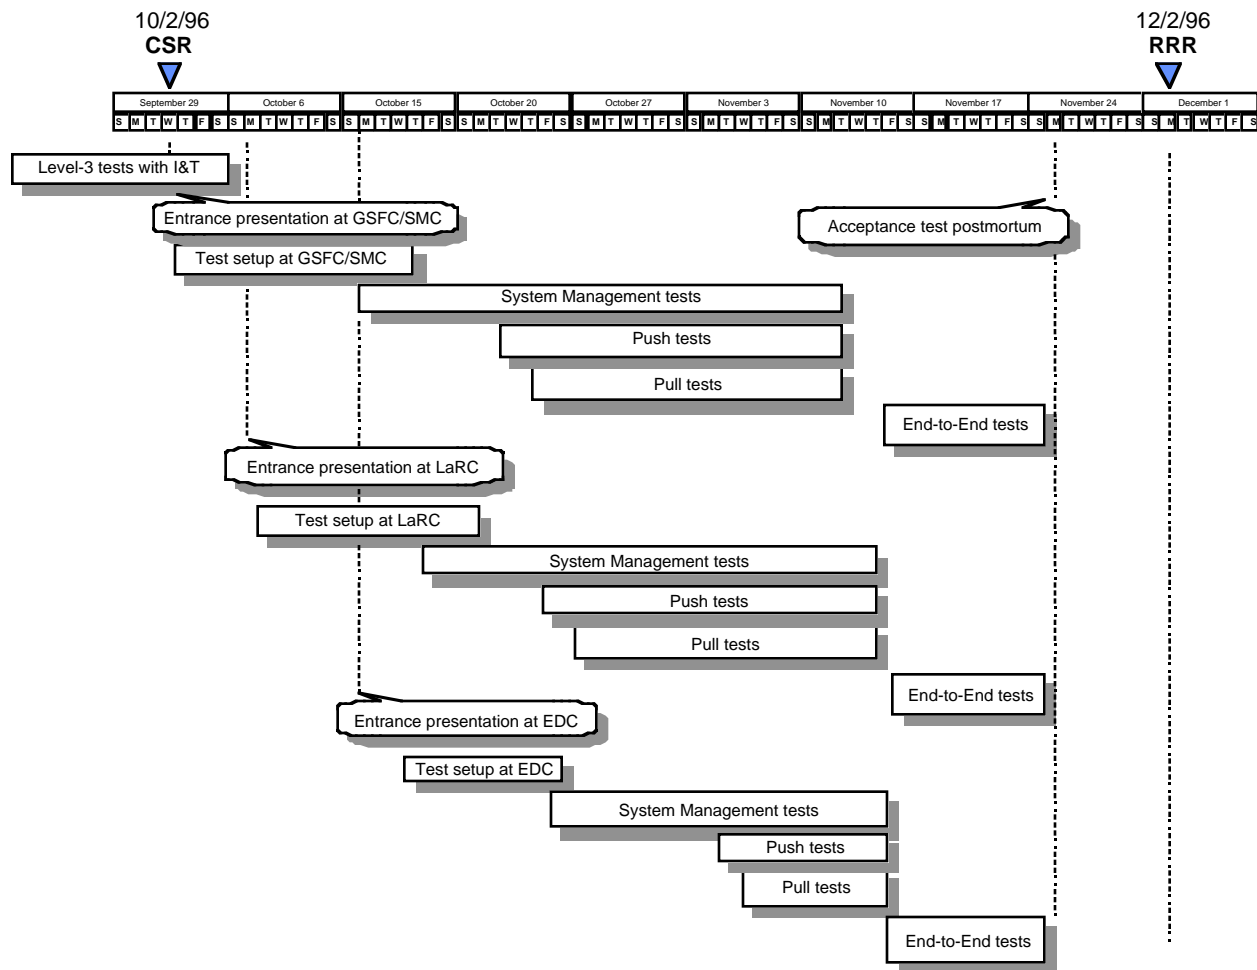 10/2/96
CSR
12/2/96
RRR
September 29 October 6 October 15 October 20 October 27 November 3 November 10 November 17 November 24 December 1
S M T W T F S S M T W T F S S M T W T F S S M T W T F S S M T W T F S S M T W T F S S M T W T F S S M T W T F S S M T W T F S S M T W T F S
Level-3 tests with I&T
Entrance presentation at GSFC/SMC
Acceptance test postmortum
Test setup at GSFC/SMC
System Management tests
Push tests
Pull tests
End-to-End tests
Entrance presentation at LaRC
Test setup at LaRC
System Management tests
Push tests
Pull tests
End-to-End tests
Entrance presentation at EDC
Test setup at EDC
System Management tests
Push tests
Pull tests
End-to-End tests